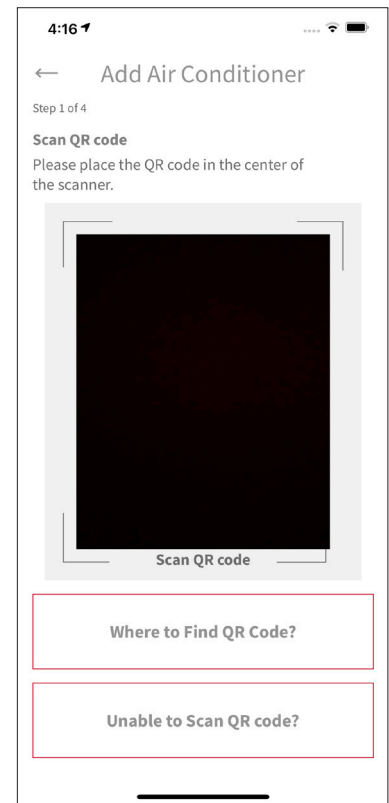 4:16
Add Air Conditioner
Step 1 of 4
Scan QR code
Please place the QR code in the center of
the scanner.
Scan QR code
Where to Find QR Code?
Unable to Scan QR code?